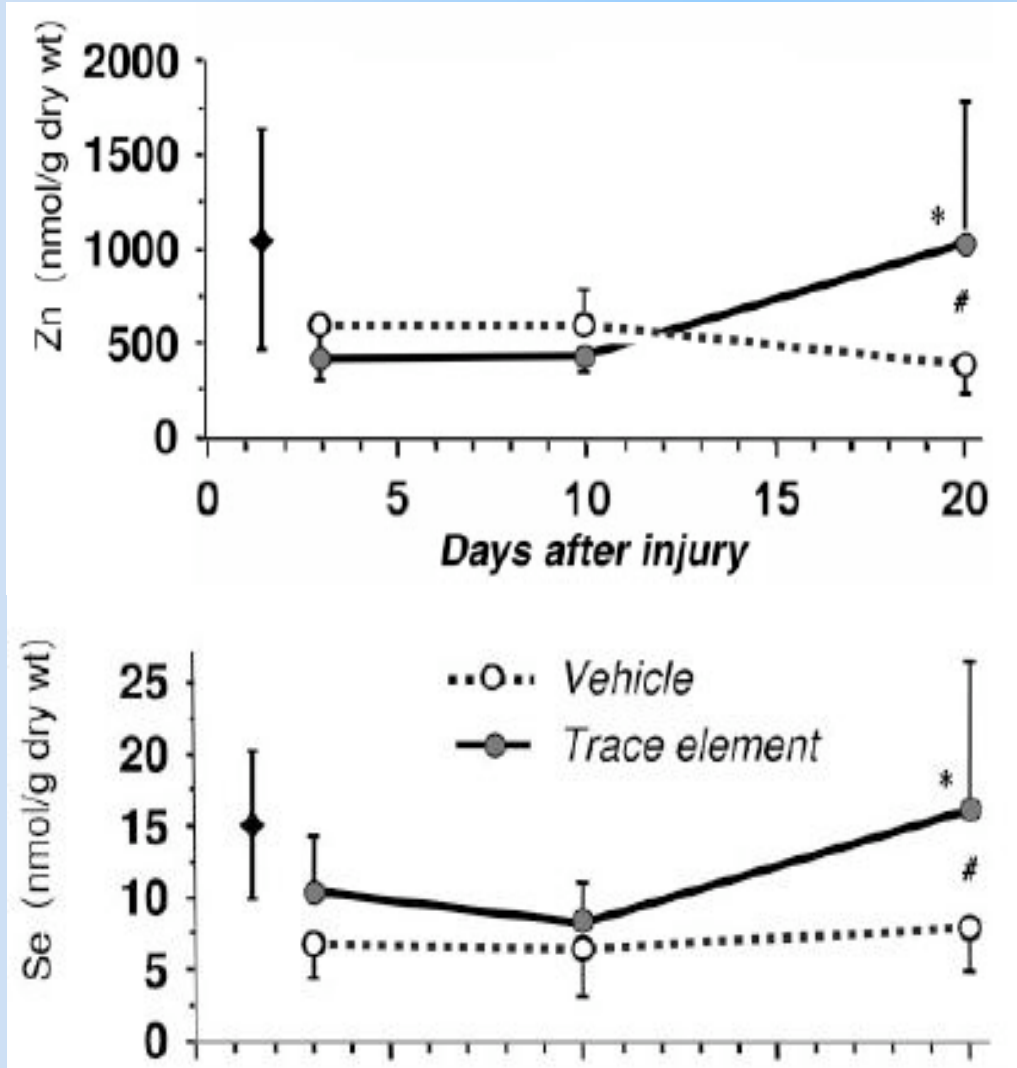 Zn (nmol/g dry wt)
2000
1500
1000
500
0
*
#
0 5 10 15 20
Days after injury
Se (nmol/g dry wt)
25
20
15
10
5
0
Vehicle
Trace element
*
#